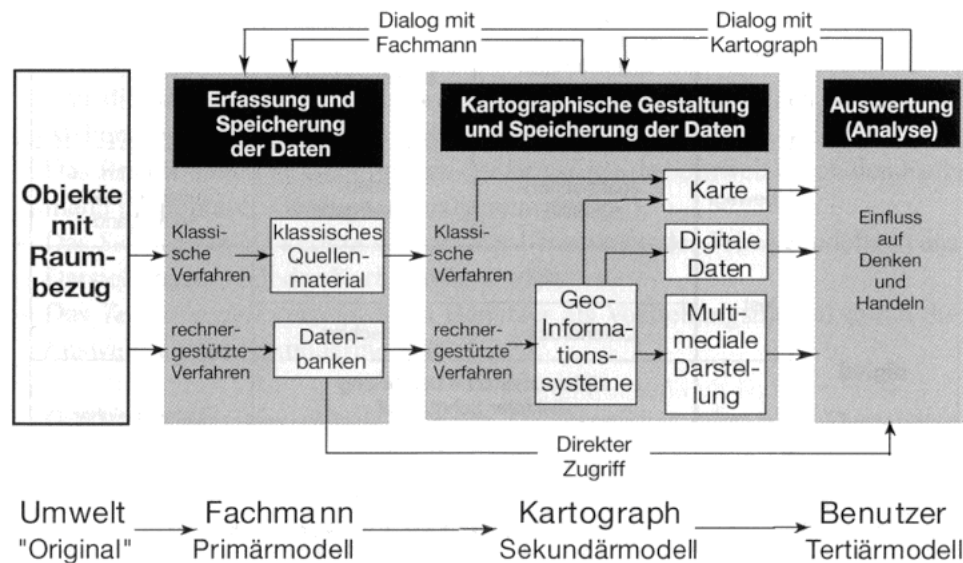 Dialog mit
Fachmann
Dialog mit
Kartograph
Objekte
mit
Raum-
bezug
Erfassung und
Speicherung
der Daten
Klassi-
sche
Verfahren
klassisches
Quellen-
material
rechner-
gestützte
Verfahren
Daten-
banken
Kartographische Gestaltung
und Speicherung der Daten
Klassi-
sche
Verfahren
rechner-
gestützte
Verfahren
Geo-
Informa-
tions-
systeme
Karte
Digitale
Daten
Multi-
mediale
Darstel-
lung
Auswertung
(Analyse)
Einfluss
auf
Denken
und
Handeln
Direkter
Zugriff
Umwelt
"Original"
Fachmann
Primärmodell
Kartograph
Sekundärmodell
Benutzer
Tertiärmodell